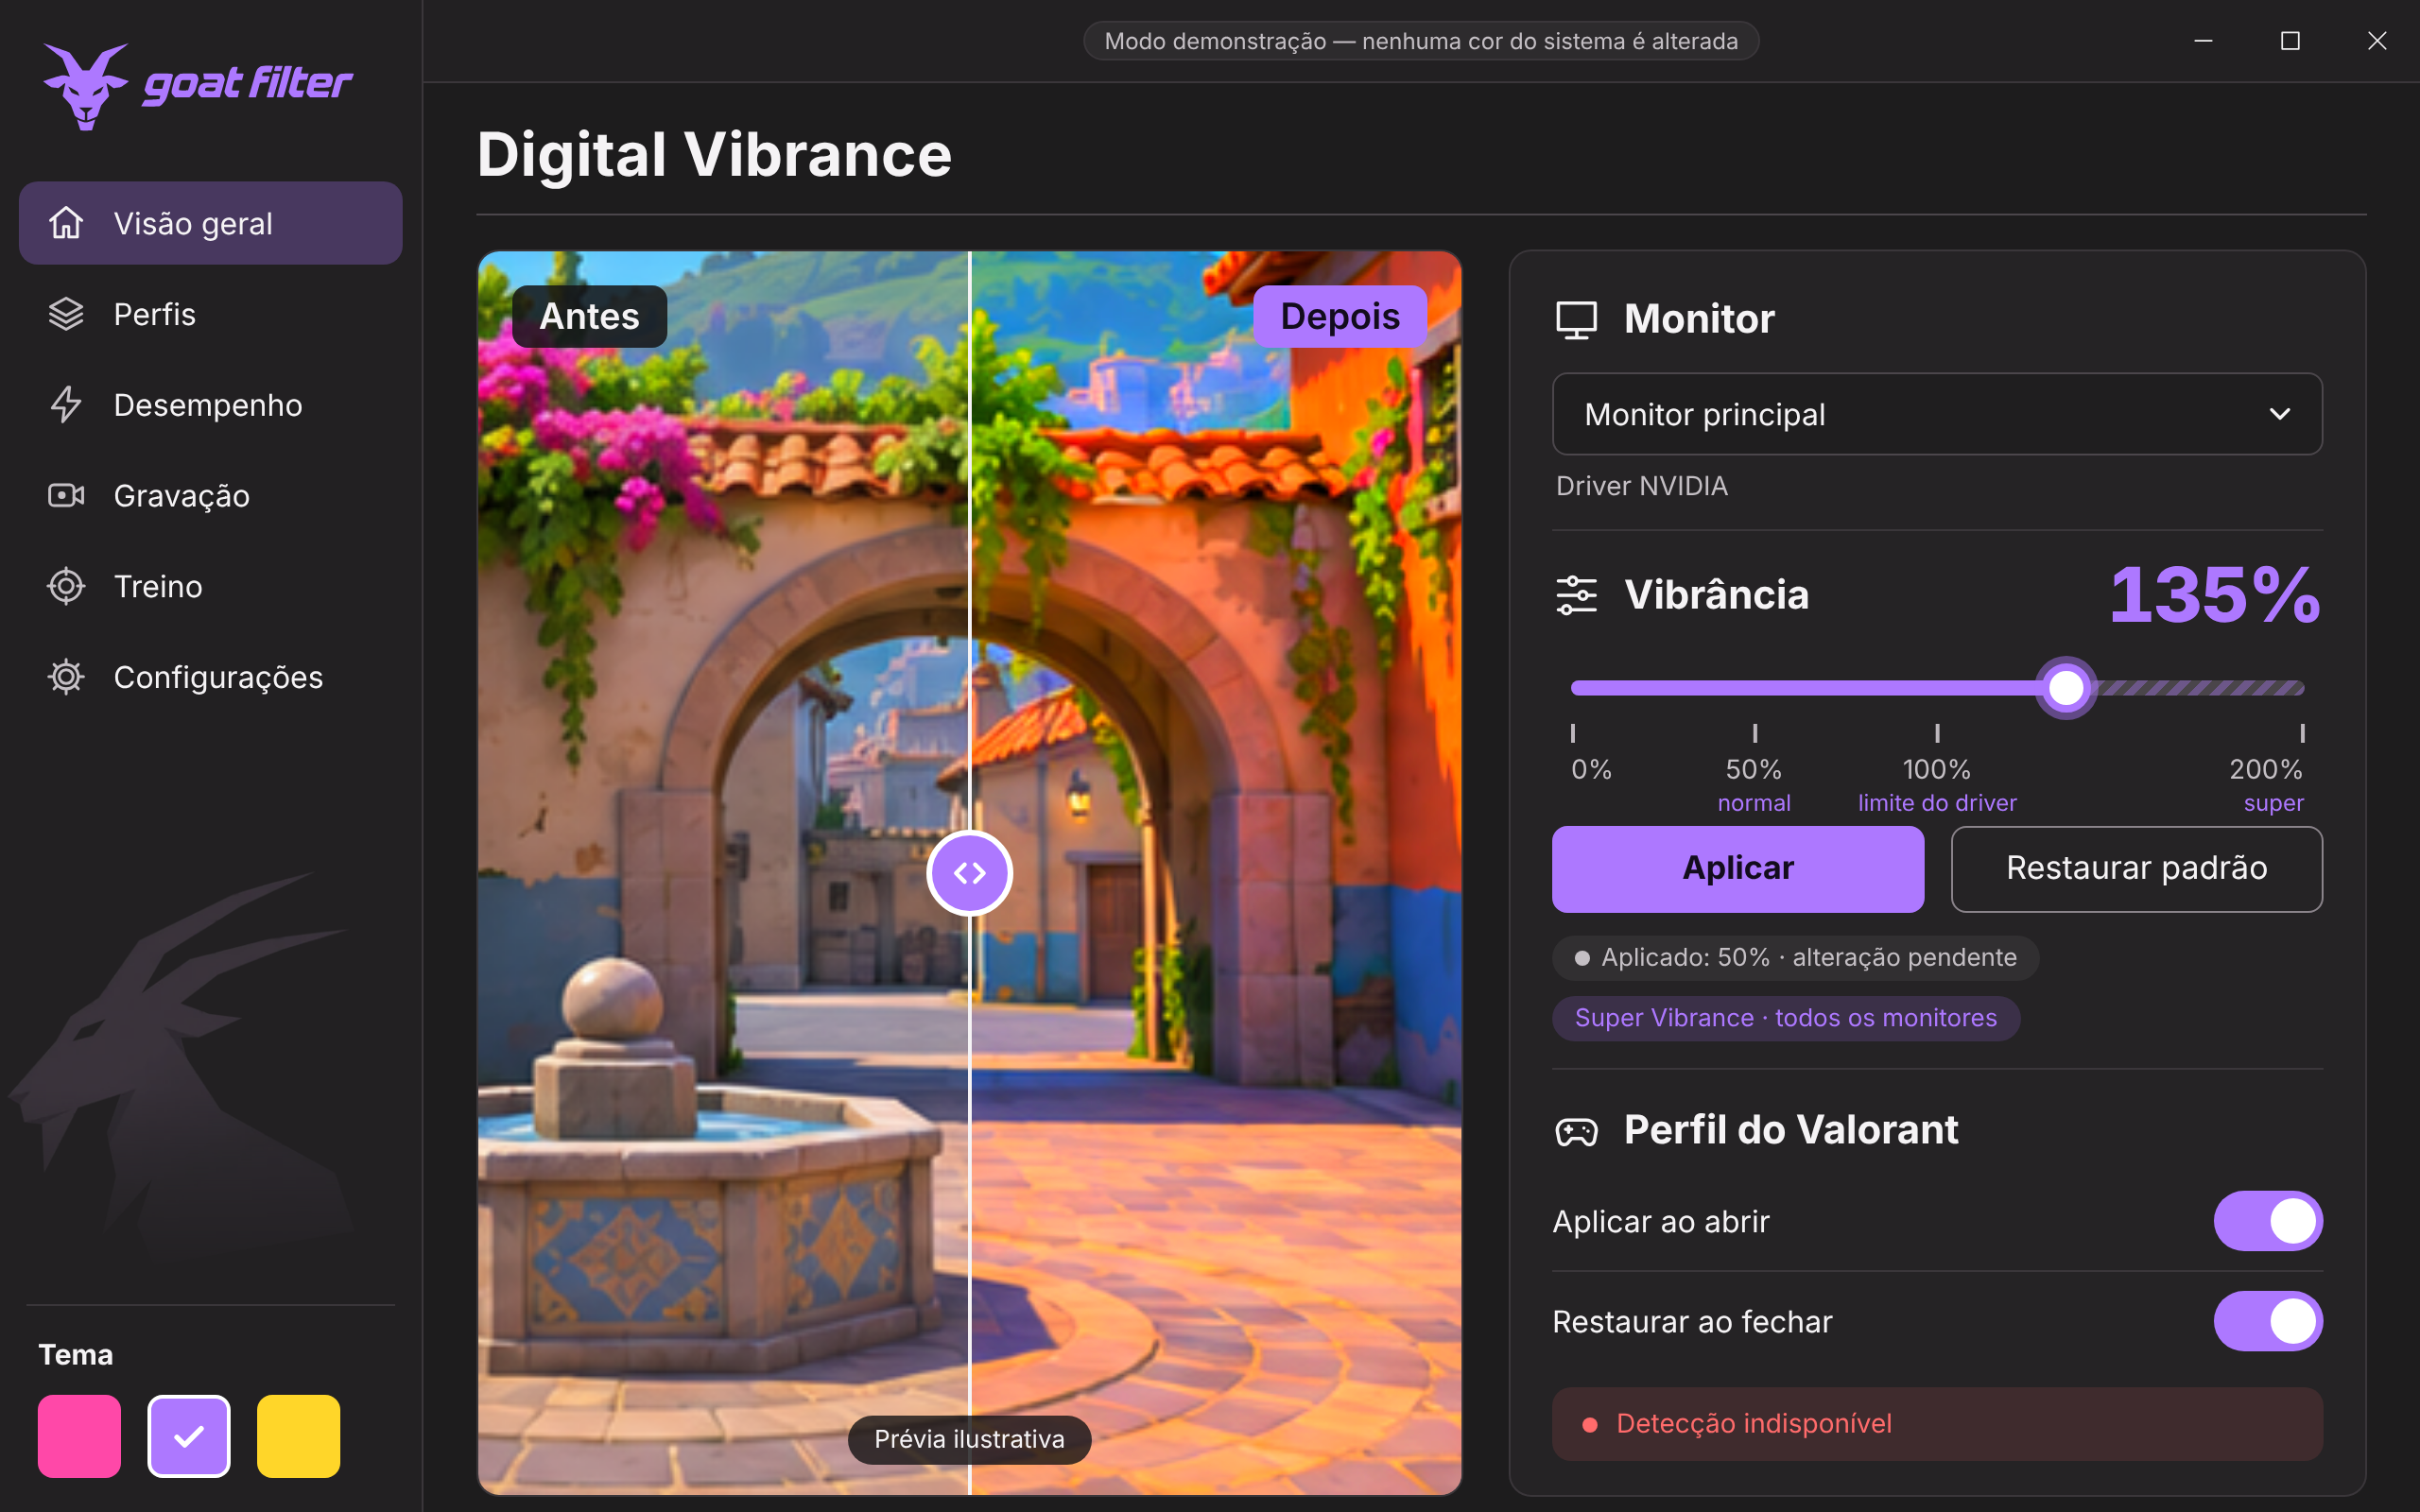 goat filter
Modo demonstração — nenhuma cor do sistema é alterada
Visão geral
Perfis
Desempenho
Gravação
Treino
Configurações
Tema
Digital Vibrance
Antes
Depois
Prévia ilustrativa
Monitor
Monitor principal
Driver NVIDIA
Vibrância 135%
0% 50% 100% 200%
normal limite do driver super
Aplicar Restaurar padrão
Aplicado: 50% · alteração pendente
Super Vibrance · todos os monitores
Perfil do Valorant
Aplicar ao abrir
Restaurar ao fechar
Detecção indisponível